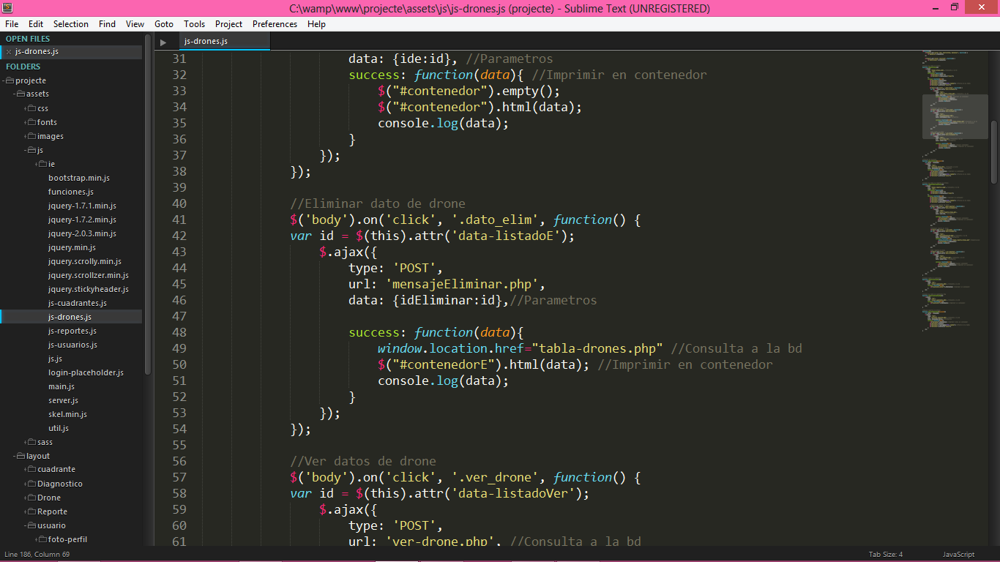 C:\wamp\www\projecte\assets\js\js-drones.js (projecte) - Sublime Text (UNREGISTERED)
File Edit Selection Find View Goto Tools Project Preferences Help
OPEN FILES
js-drones.js
FOLDERS
projecte
assets
css
fonts
images
js
ie
bootstrap.min.js
funciones.js
jquery-1.7.1.min.js
jquery-1.7.2.min.js
jquery-2.0.3.min.js
jquery.min.js
jquery.scrolly.min.js
jquery.scrollzer.min.js
jquery.stickyheader.js
js-cuadrantes.js
js-drones.js
js-reportes.js
js-usuarios.js
js.js
login-placeholder.js
main.js
server.js
skel.min.js
util.js
sass
layout
cuadrante
Diagnostico
Drone
Reporte
usuario
foto-perfil
js-drones.js
31 data: {ide:id}, //Parametros
32 success: function(data){ //Imprimir en contenedor
33 $("#contenedor").empty();
34 $("#contenedor").html(data);
35 console.log(data);
36 }
37 });
38 });
39
40 //Eliminar dato de drone
41 $('body').on('click', '.dato_elim', function() {
42 var id = $(this).attr('data-listadoE');
43 $.ajax({
44 type: 'POST',
45 url: 'mensajeEliminar.php',
46 data: {idEliminar:id},//Parametros
47
48 success: function(data){
49 window.location.href="tabla-drones.php" //Consulta a la bd
50 $("#contenedorE").html(data); //Imprimir en contenedor
51 console.log(data);
52 }
53 });
54 });
55
56 //Ver datos de drone
57 $('body').on('click', '.ver_drone', function() {
58 var id = $(this).attr('data-listadoVer');
59 $.ajax({
60 type: 'POST',
61 url: 'ver-drone.php', //Consulta a la bd
Line 186, Column 69
Tab Size: 4
JavaScript